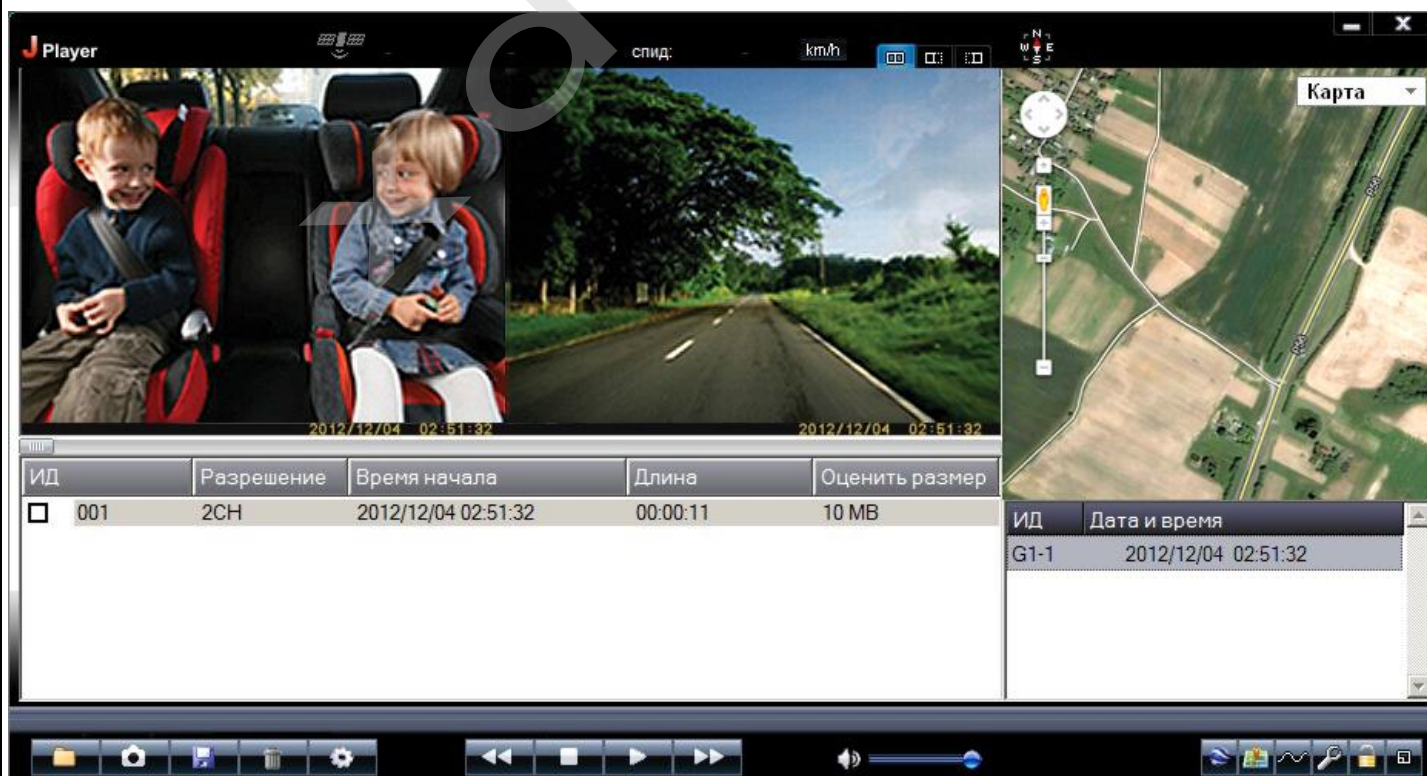 J Player
спид:
km/h
N
W E
S
Карта
P53
P53
2012/12/04 02:51:32
2012/12/04 02:51:32
ИД Разрешение Время начала Длина Оценить размер
001 2CH 2012/12/04 02:51:32 00:00:11 10 MB
ИД Дата и время
G1-1 2012/12/04 02:51:32